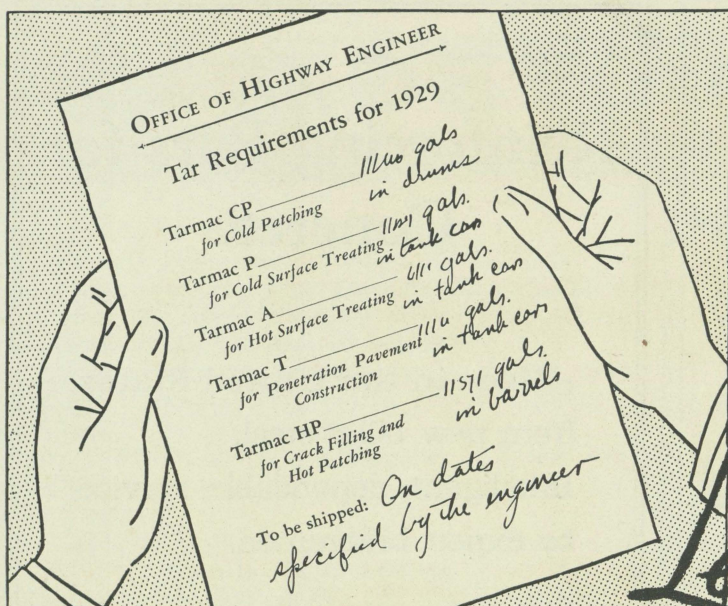 OFFICE OF HIGHWAY ENGINEER
Tar Requirements for 1929
Tarmac CP gals
for Cold Patching in drums
Tarmac P gals.
for Cold Surface Treating in tank cars
Tarmac A gals.
for Hot Surface Treating in tank cars
Tarmac T gals.
for Penetration Pavement in tank cars
Construction
Tarmac HP gals.
for Crack Filling and in barrels
Hot Patching
To be shipped: On dates
specified by the engineer